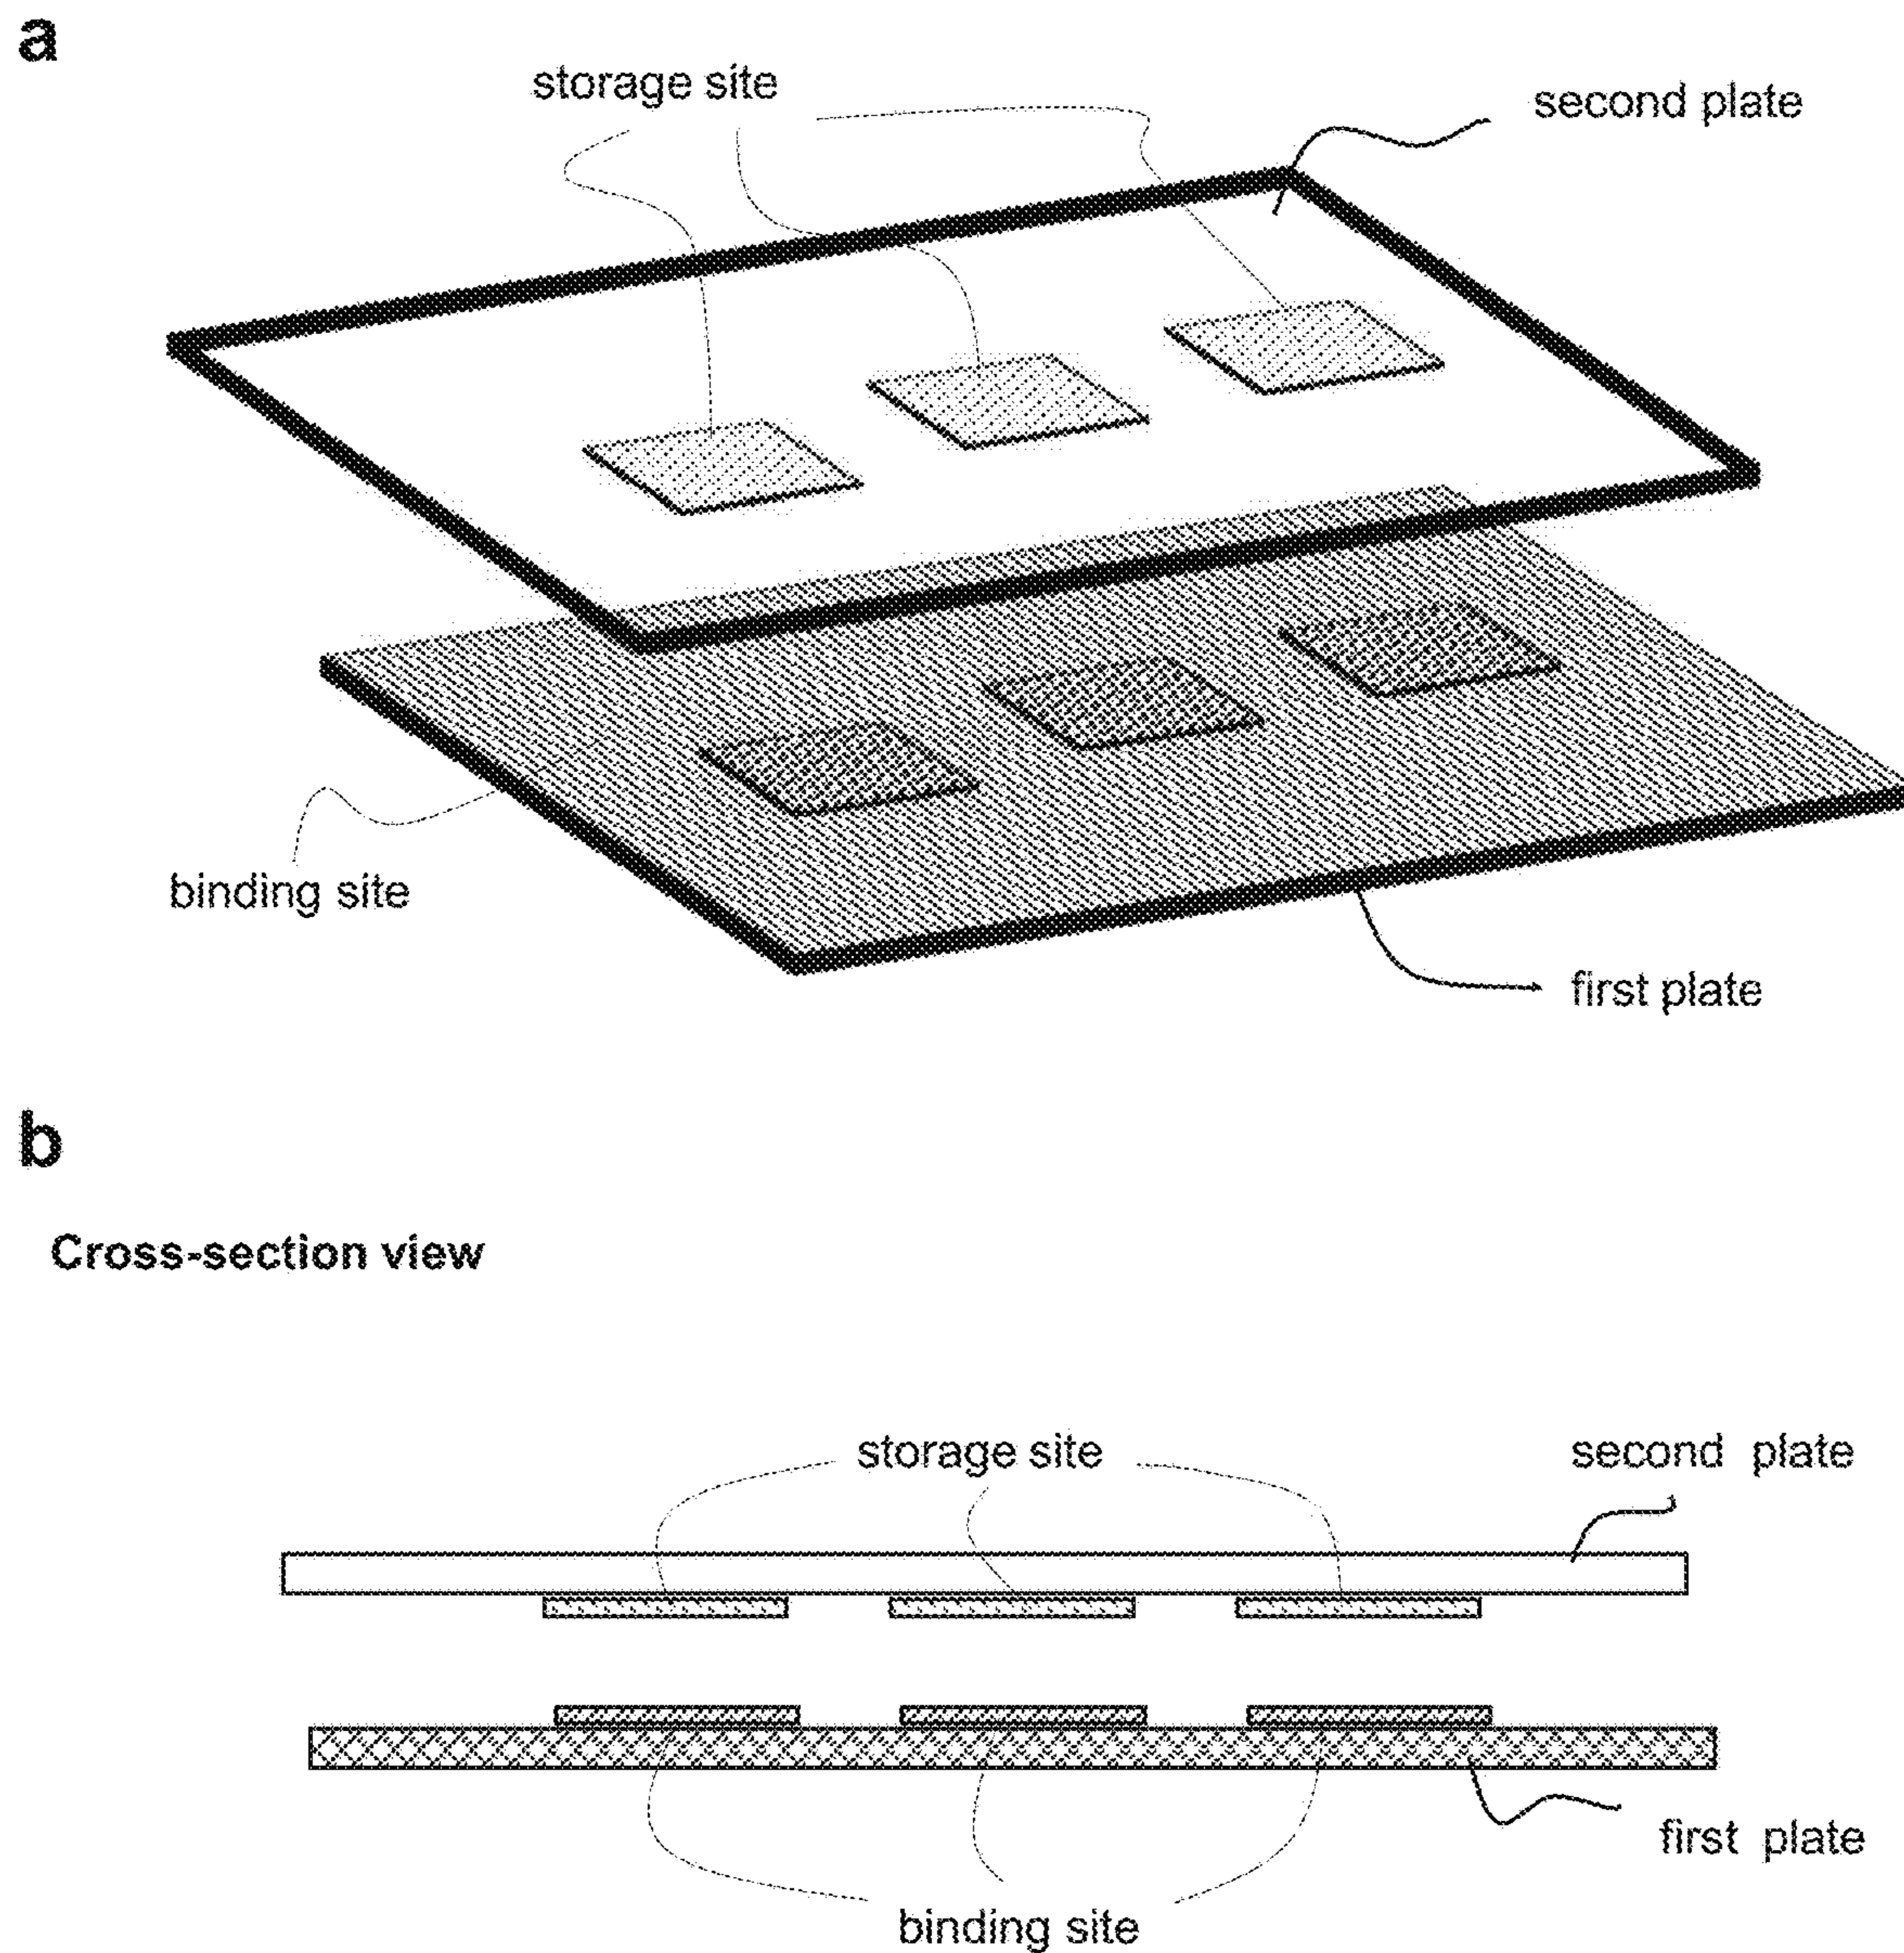 a
storage site
second plate
binding site
first plate
b
Cross-section view
storage site
second plate
first plate
binding site